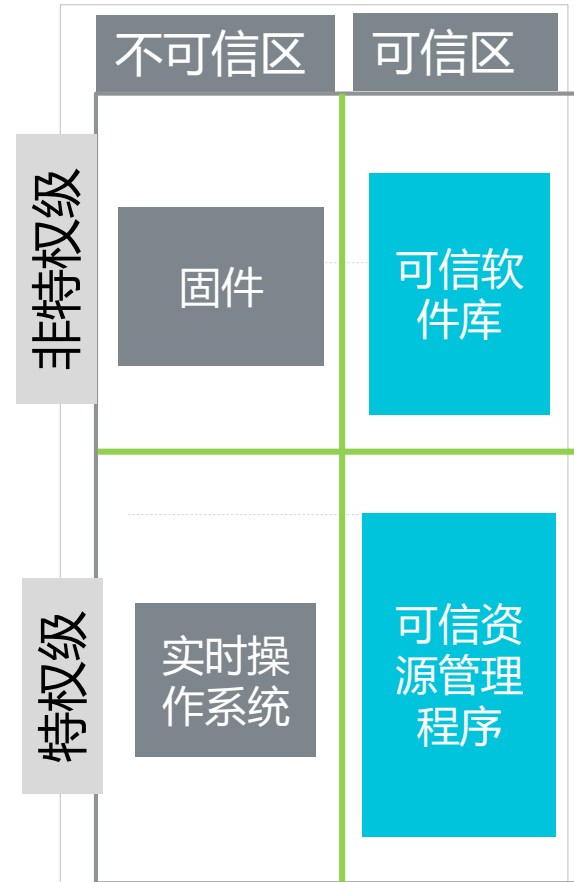 不可信区
可信区
非特权级
固件
可信软
件库
特权级
实时操
作系统
可信资
源管理
程序